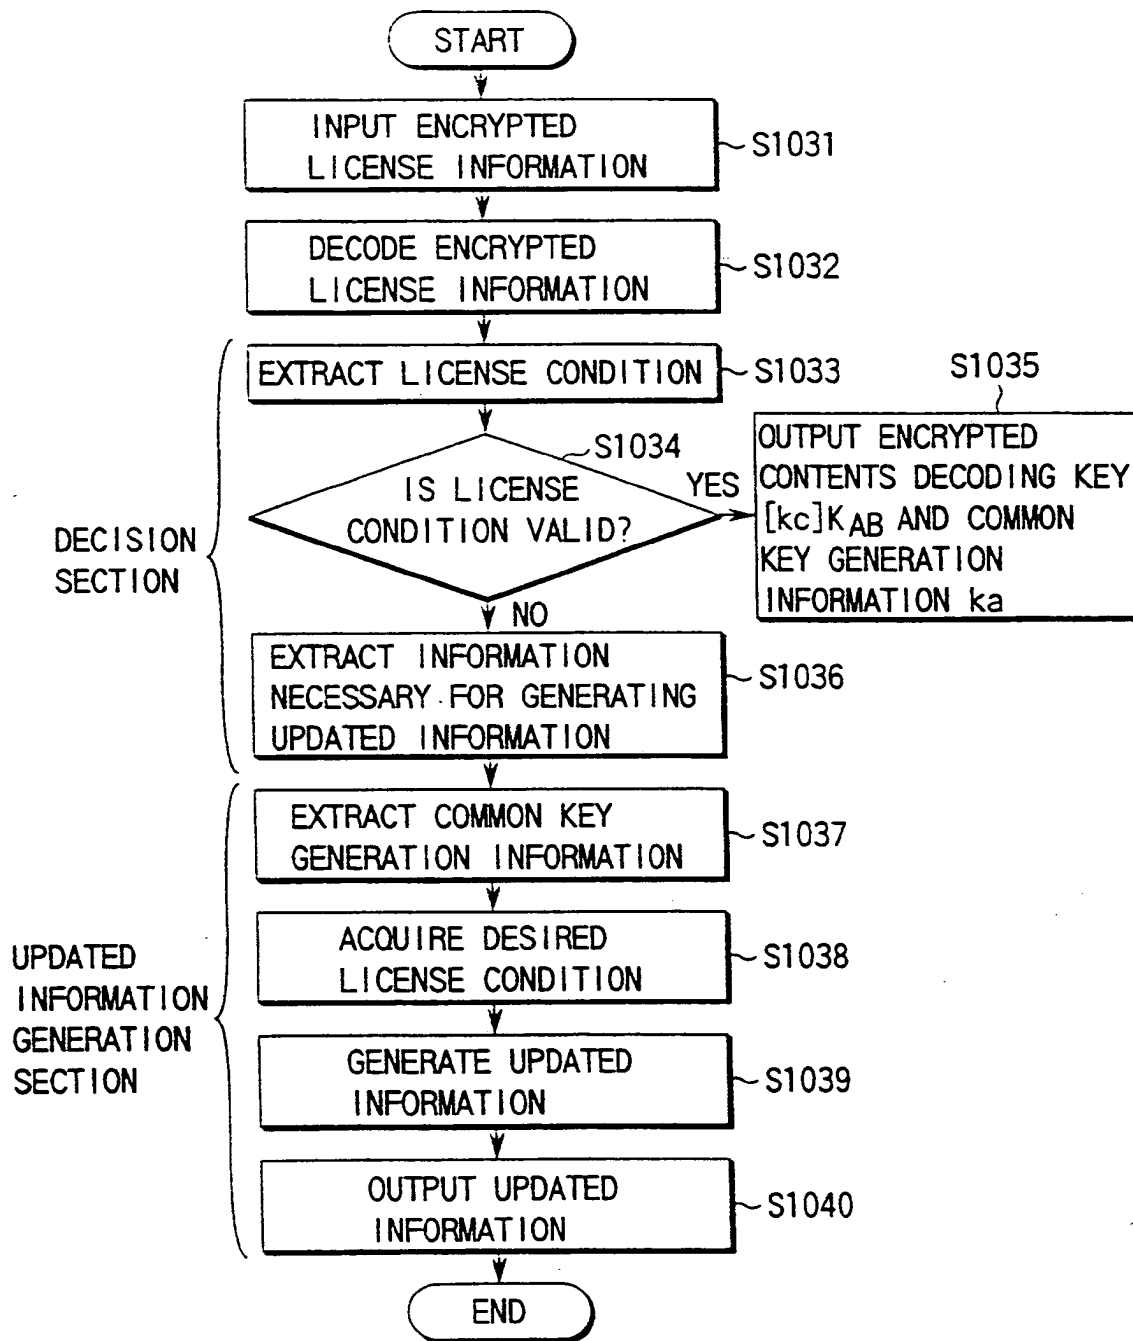 START
INPUT ENCRYPTED
LICENSE INFORMATION
S1031
DECODE ENCRYPTED
LICENSE INFORMATION
S1032
EXTRACT LICENSE CONDITION
S1033
S1034
IS LICENSE
CONDITION VALID?
YES
S1035
OUTPUT ENCRYPTED
CONTENTS DECODING KEY
[kc]KAB AND COMMON
KEY GENERATION
INFORMATION ka
DECISION
SECTION
NO
EXTRACT INFORMATION
NECESSARY FOR GENERATING
UPDATED INFORMATION
S1036
EXTRACT COMMON KEY
GENERATION INFORMATION
S1037
ACQUIRE DESIRED
LICENSE CONDITION
S1038
UPDATED
INFORMATION
GENERATION
SECTION
GENERATE UPDATED
INFORMATION
S1039
OUTPUT UPDATED
INFORMATION
S1040
END